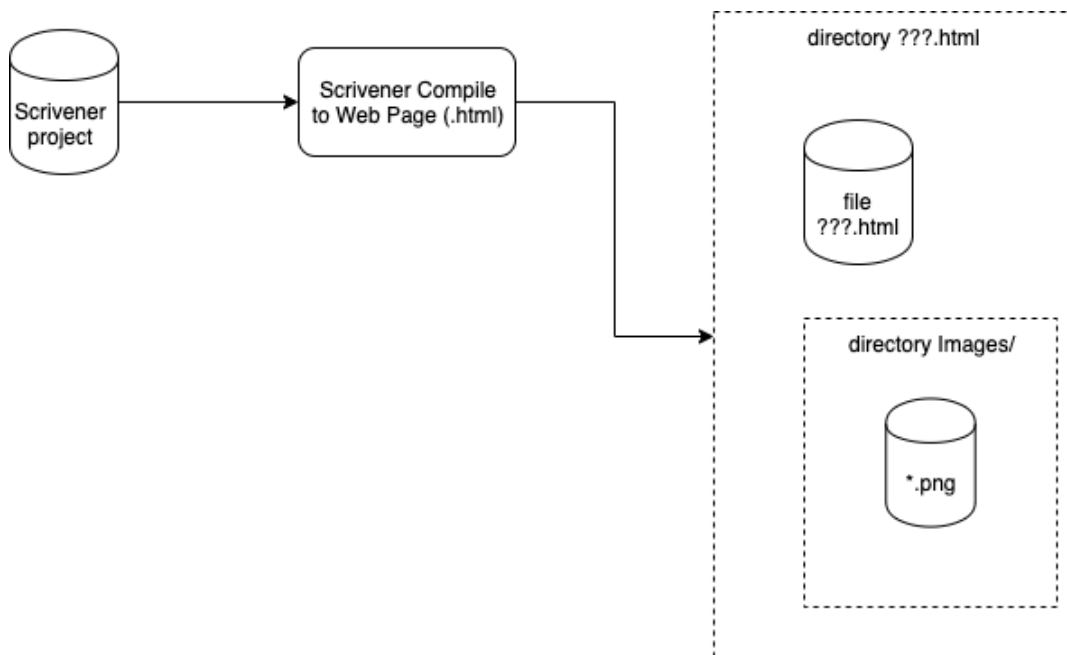 directory ???.html
Scrivener
project
Scrivener Compile
to Web Page (.html)
file
???.html
directory Images/
*.png